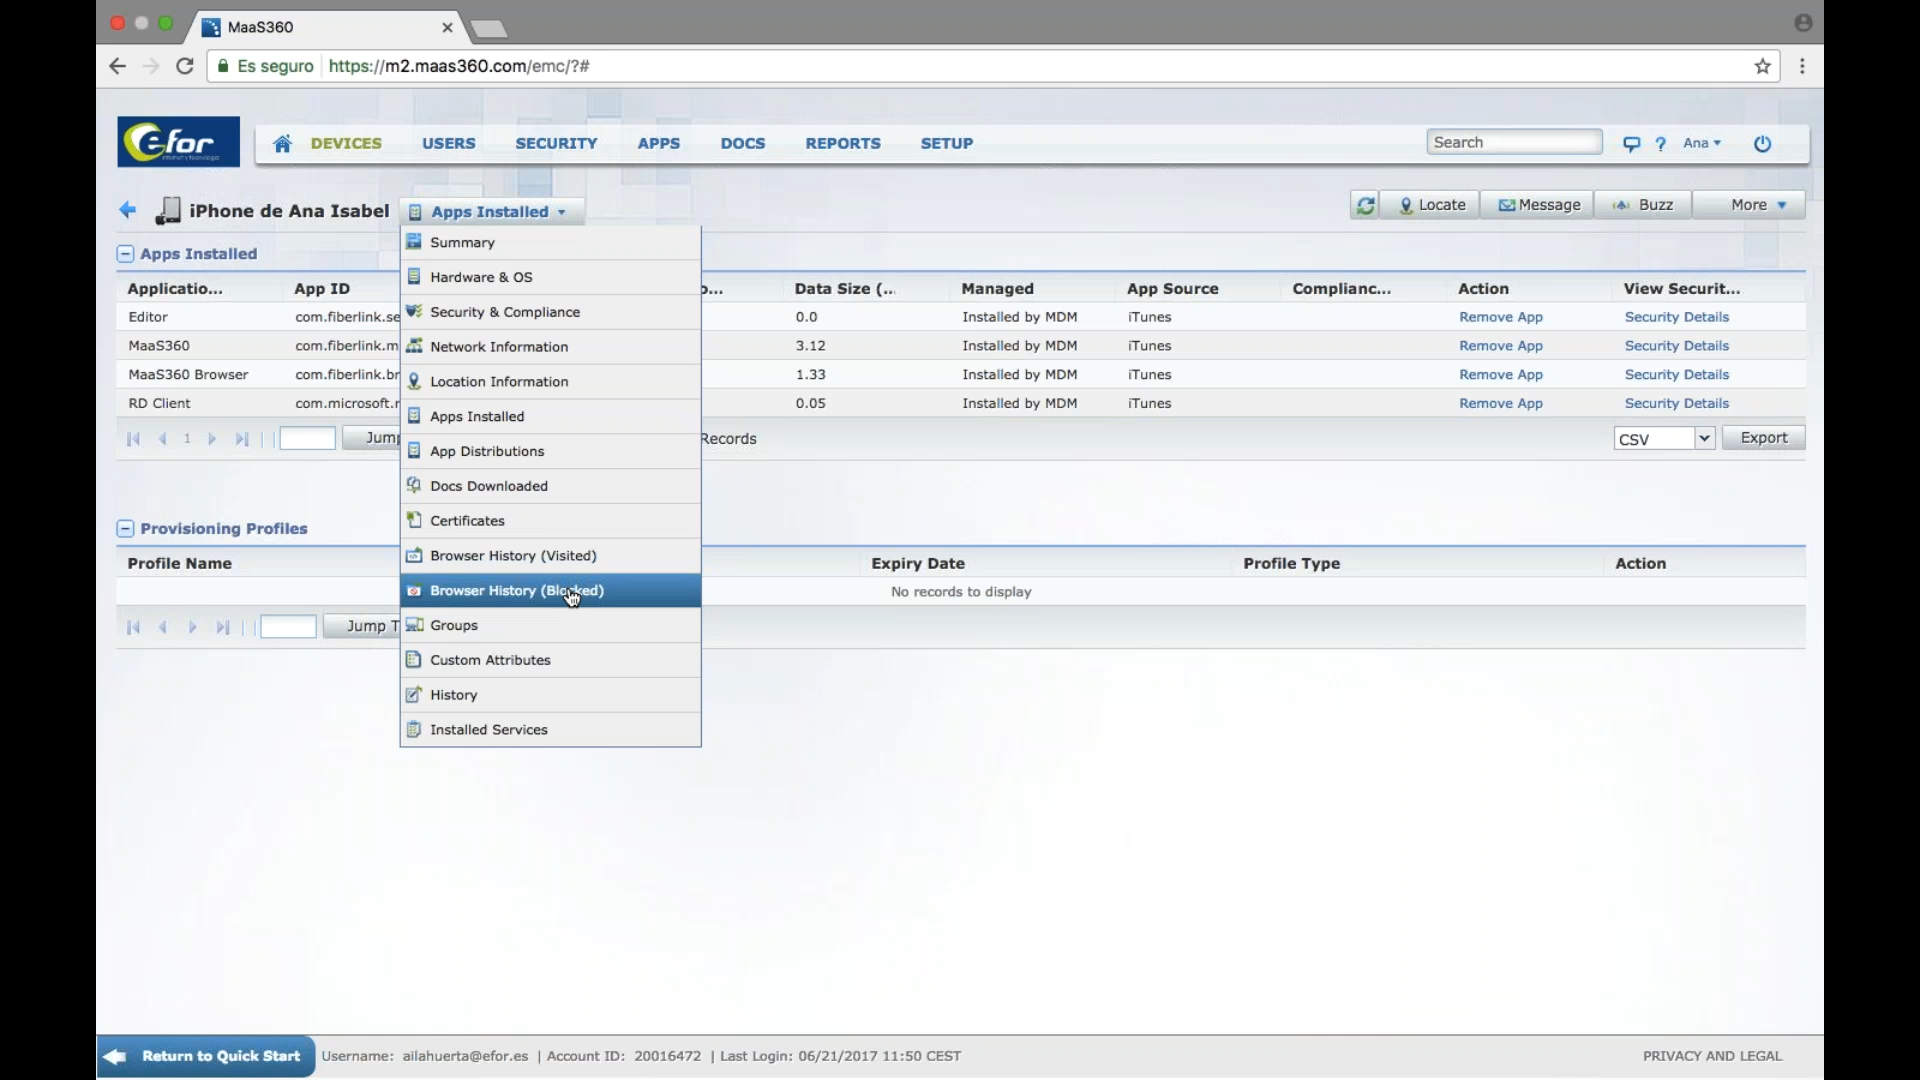 MaaS360
Es seguro https://m2.maas360.com/emc/?#
efor
DEVICES USERS SECURITY APPS DOCS REPORTS SETUP Search ? Ana
iPhone de Ana Isabel Apps Installed Locate Message Buzz More
Apps Installed
Applicatio... App ID o... Data Size (... Managed App Source Complianc... Action View Securit...
Editor com.fiberlink.se 0.0 Installed by MDM iTunes Remove App Security Details
MaaS360 com.fiberlink.m 3.12 Installed by MDM iTunes Remove App Security Details
MaaS360 Browser com.fiberlink.br 1.33 Installed by MDM iTunes Remove App Security Details
RD Client com.microsoft.r 0.05 Installed by MDM iTunes Remove App Security Details
1 Jump Records CSV Export
Summary
Hardware & OS
Security & Compliance
Network Information
Location Information
Apps Installed
App Distributions
Docs Downloaded
Certificates
Browser History (Visited)
Browser History (Blocked)
Groups
Custom Attributes
History
Installed Services
Provisioning Profiles
Profile Name Expiry Date Profile Type Action
No records to display
Jump T
Return to Quick Start Username: ailahuerta@efor.es | Account ID: 20016472 | Last Login: 06/21/2017 11:50 CEST PRIVACY AND LEGAL